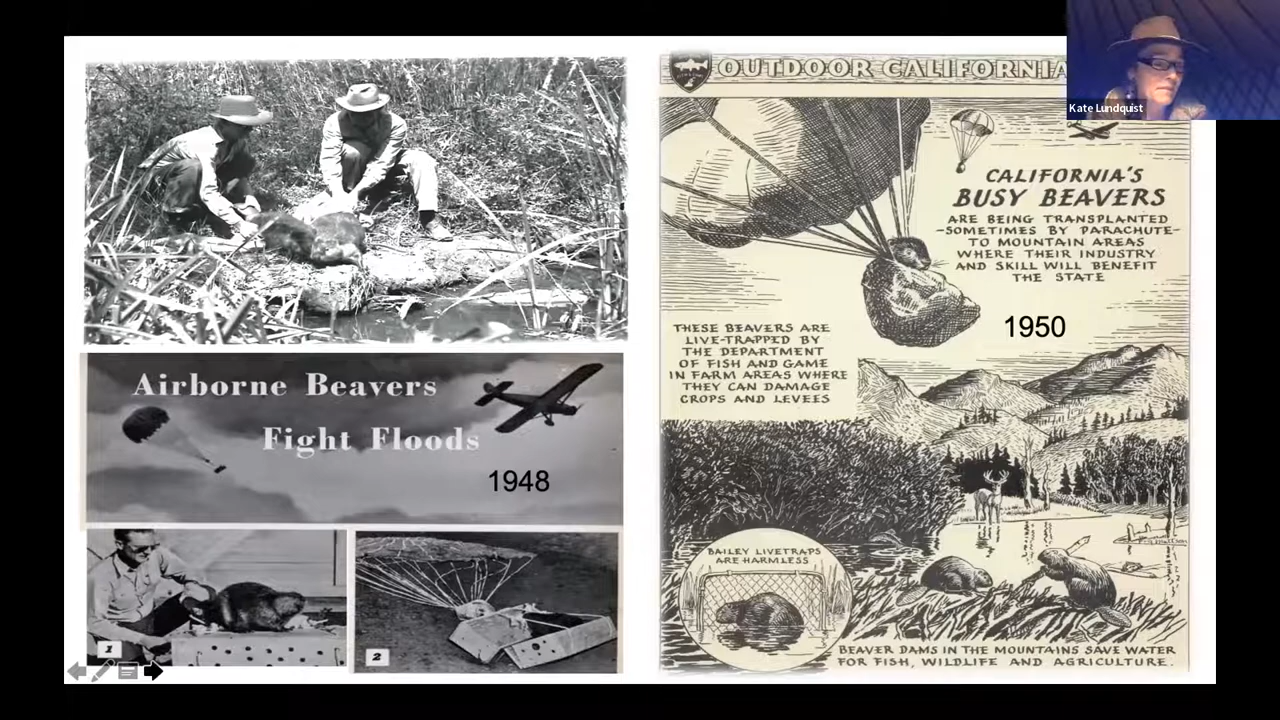 OUTDOOR CALIFORNIA
Kate Lundquist
CALIFORNIA'S
BUSY BEAVERS
ARE BEING TRANSPLANTED
-SOMETIMES BY PARACHUTE-
TO MOUNTAIN AREAS
WHERE THEIR INDUSTRY
AND SKILL WILL BENEFIT
THE STATE
1950
THESE BEAVERS ARE
LIVE-TRAPPED BY
THE DEPARTMENT
OF FISH AND GAME
IN FARM AREAS WHERE
THEY CAN DAMAGE
CROPS AND LEVEES
Airborne Beavers
Fight Floods
1948
1
2
BAILEY LIVETRAPS
ARE HARMLESS
BEAVER DAMS IN THE MOUNTAINS SAVE WATER
FOR FISH, WILDLIFE AND AGRICULTURE.